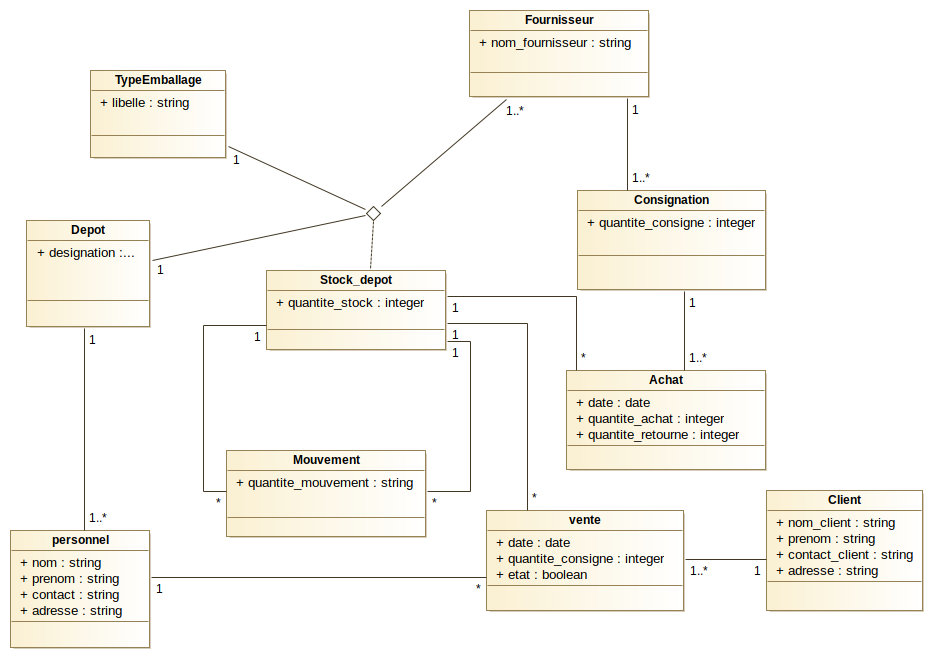 Fournisseur
+ nom_fournisseur : string
1..*
1
TypeEmballage
+ libelle : string
1
1..*
Consignation
+ quantite_consigne : integer
1
Depot
+ designation :...
1
1
Stock_depot
+ quantite_stock : integer
1
1
1
1
*
1..*
Achat
+ date : date
+ quantite_achat : integer
+ quantite_retourne : integer
Mouvement
+ quantite_mouvement : string
*
*
*
1..*
personnel
+ nom : string
+ prenom : string
+ contact : string
+ adresse : string
1
*
vente
+ date : date
+ quantite_consigne : integer
+ etat : boolean
1..*
1
Client
+ nom_client : string
+ prenom : string
+ contact_client : string
+ adresse : string